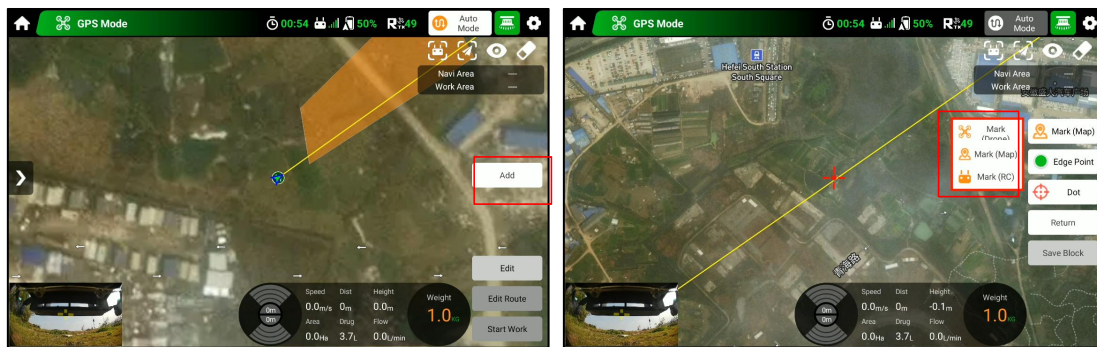 GPS Mode
00:54
50%
R TK 49
Auto
Mode
Navi Area
Work Area
Add
Edit
Edit Route
Start Work
Speed Dist Height
0.0m/s 0m 0.0m
Area Drug Flow
0.0Ha 3.7L 0.0L/min
0m
0m
Weight
1.0KG
GPS Mode
00:54
50%
R TK 49
Auto
Mode
Hefei South Station
South Square
Navi Area
Work Area
Mark
(Drone)
Mark (Map)
Mark (RC)
Mark (Map)
Edge Point
Dot
Return
Save Block
青海路
Speed Dist Height
0.0m/s 0m -0.1m
Area Drug Flow
0.0Ha 3.7L 0.0L/min
0m
0m
Weight
1.0KG